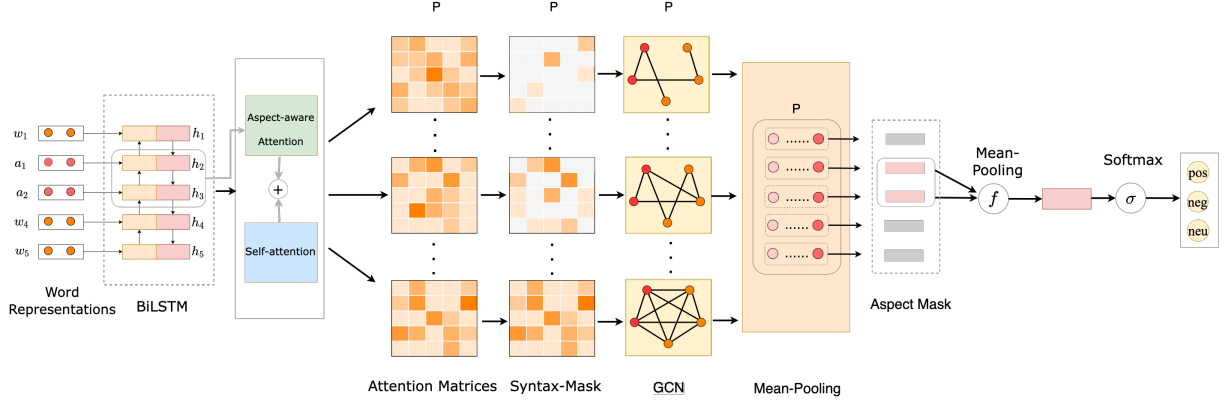 P P P
w1 h1
a1 h2
a2 h3
w4 h4
w5 h5
Word
Representations
BiLSTM
Aspect-aware
Attention
+
Self-attention
Attention Matrices
Syntax-Mask
GCN
P
......
......
......
......
......
Mean-Pooling
Aspect Mask
Mean-
Pooling
f
Softmax
σ
pos
neg
neu